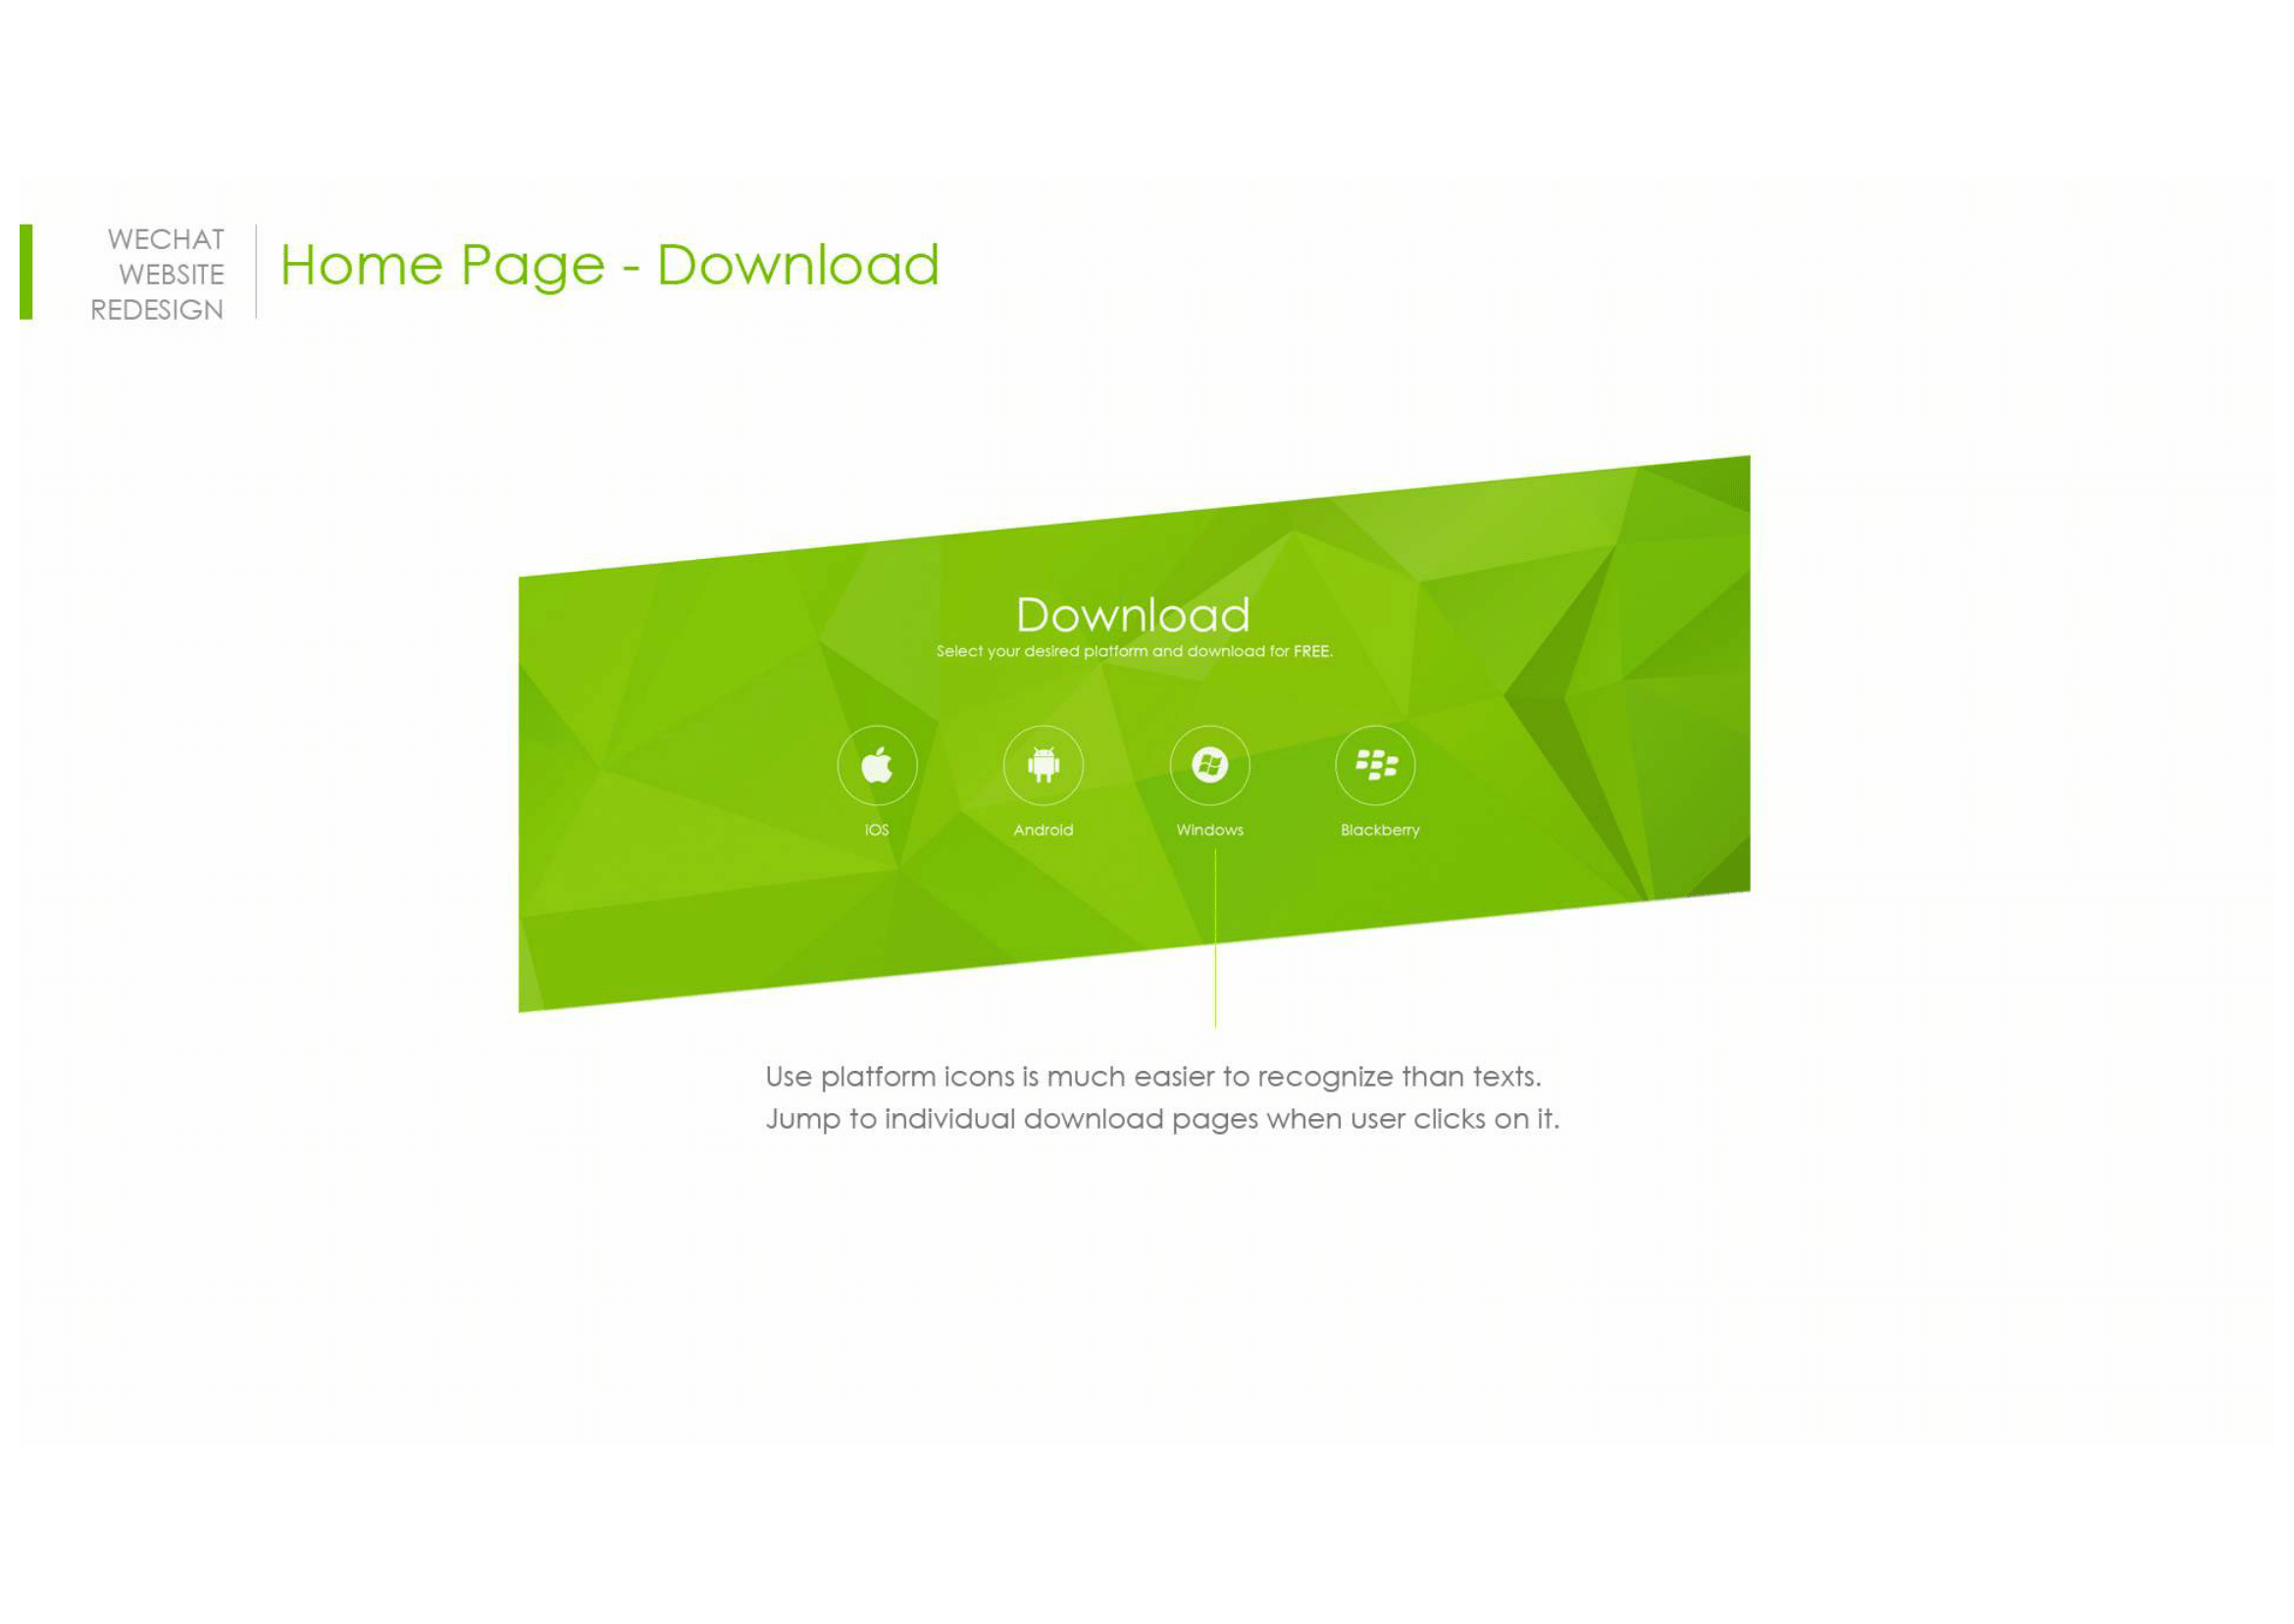 WECHAT
WEBSITE
REDESIGN
Home Page - Download
Download
Select your desired platform and download for FREE.
iOS
Android
Windows
Blackberry
Use platform icons is much easier to recognize than texts.
Jump to individual download pages when user clicks on it.